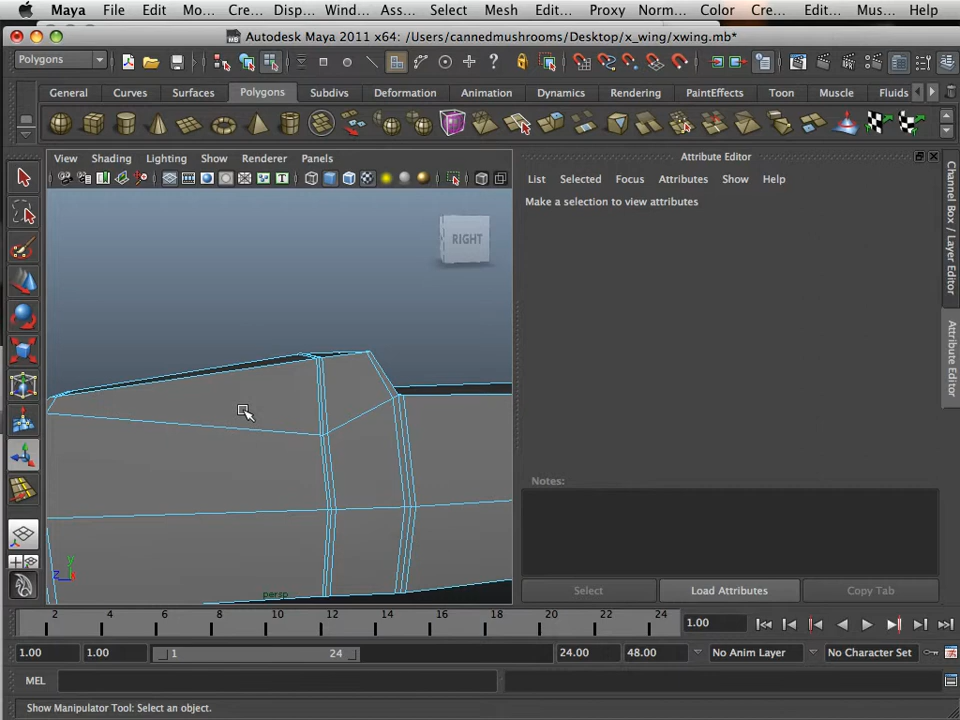 Maya File Edit Mo... Cre... Disp... Wind... Ass... Select Mesh Edit... Proxy Norm... Color Cre... Edit... Mus... Help
Autodesk Maya 2011 x64: /Users/cannedmushrooms/Desktop/x_wing/xwing.mb*
Polygons
General Curves Surfaces Polygons Subdivs Deformation Animation Dynamics Rendering PaintEffects Toon Muscle Fluids
View Shading Lighting Show Renderer Panels
Attribute Editor
List Selected Focus Attributes Show Help
Make a selection to view attributes
RIGHT
Channel Box / Layer Editor
Attribute Editor
Notes:
Select Load Attributes Copy Tab
y
z
persp
2 4 6 8 10 12 14 16 18 20 22 24
1.00
1.00 1.00 1 24 24.00 48.00 No Anim Layer No Character Set
MEL
Show Manipulator Tool: Select an object.